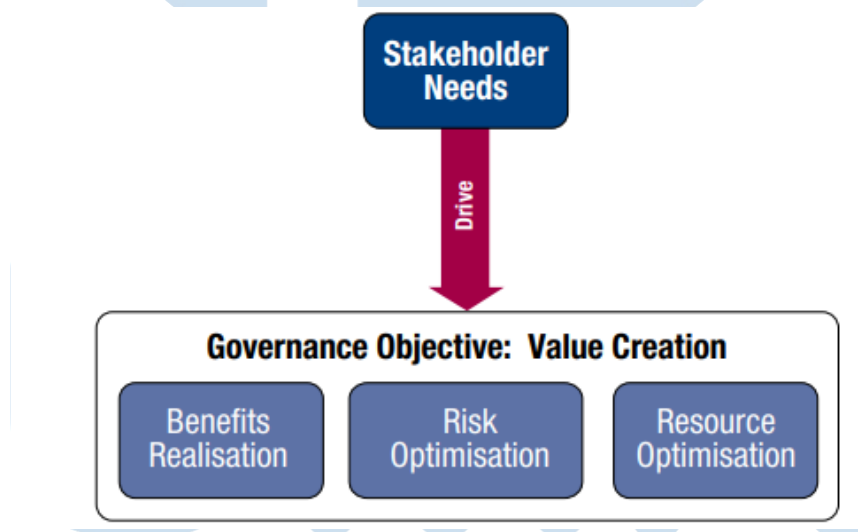 Stakeholder
Needs
Drive
Governance Objective: Value Creation
Benefits
Realisation
Risk
Optimisation
Resource
Optimisation